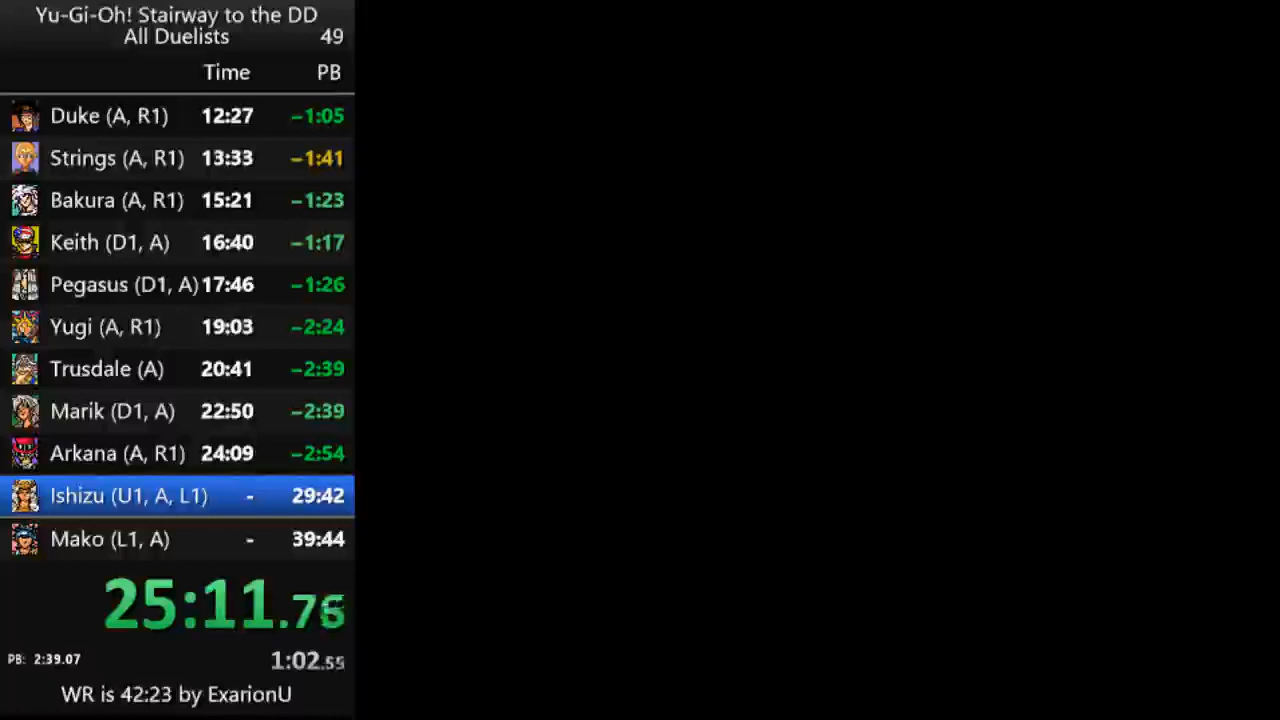 Yu-Gi-Oh! Stairway to the DD
All Duelists 49
Time PB
Duke (A, R1) 12:27 −1:05
Strings (A, R1) 13:33 −1:41
Bakura (A, R1) 15:21 −1:23
Keith (D1, A) 16:40 −1:17
Pegasus (D1, A) 17:46 −1:26
Yugi (A, R1) 19:03 −2:24
Trusdale (A) 20:41 −2:39
Marik (D1, A) 22:50 −2:39
Arkana (A, R1) 24:09 −2:54
Ishizu (U1, A, L1) - 29:42
Mako (L1, A) - 39:44
25:11.76
PB: 2:39.07 1:02.55
WR is 42:23 by ExarionU